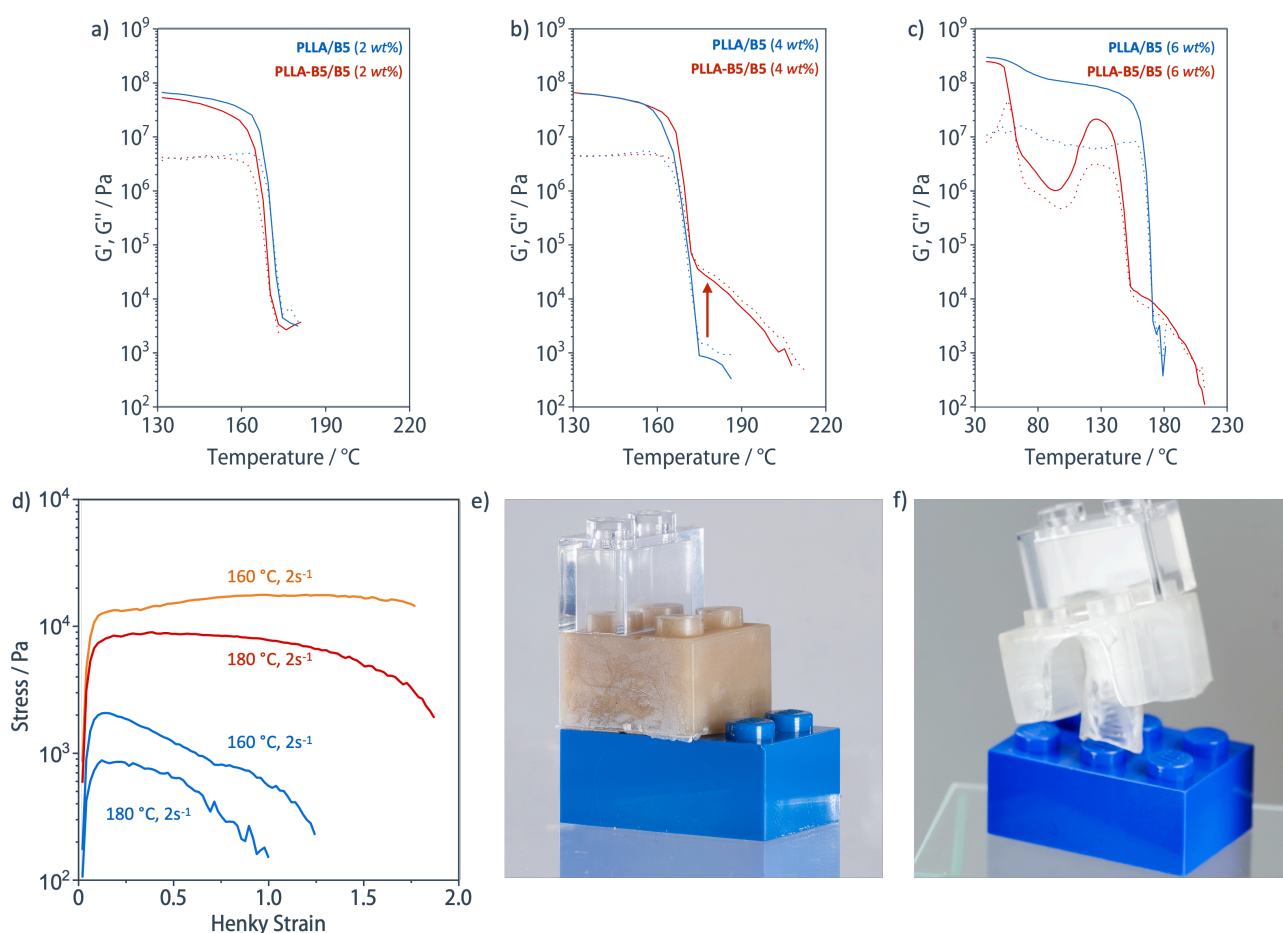 a)
PLLA/B5 (2 wt%)
PLLA-B5/B5 (2 wt%)
10⁹
10⁸
10⁷
10⁶
10⁵
10⁴
10³
10²
G', G'' / Pa
130 160 190 220
Temperature / °C
b)
PLLA/B5 (4 wt%)
PLLA-B5/B5 (4 wt%)
10⁹
10⁸
10⁷
10⁶
10⁵
10⁴
10³
10²
G', G'' / Pa
130 160 190 220
Temperature / °C
c)
PLLA/B5 (6 wt%)
PLLA-B5/B5 (6 wt%)
10⁹
10⁸
10⁷
10⁶
10⁵
10⁴
10³
10²
G', G'' / Pa
30 80 130 180 230
Temperature / °C
d)
10⁴
10⁴
10³
10²
Stress / Pa
160 °C, 2s⁻¹
180 °C, 2s⁻¹
160 °C, 2s⁻¹
180 °C, 2s⁻¹
0 0.5 1.0 1.5 2.0
Henky Strain
e)
f)